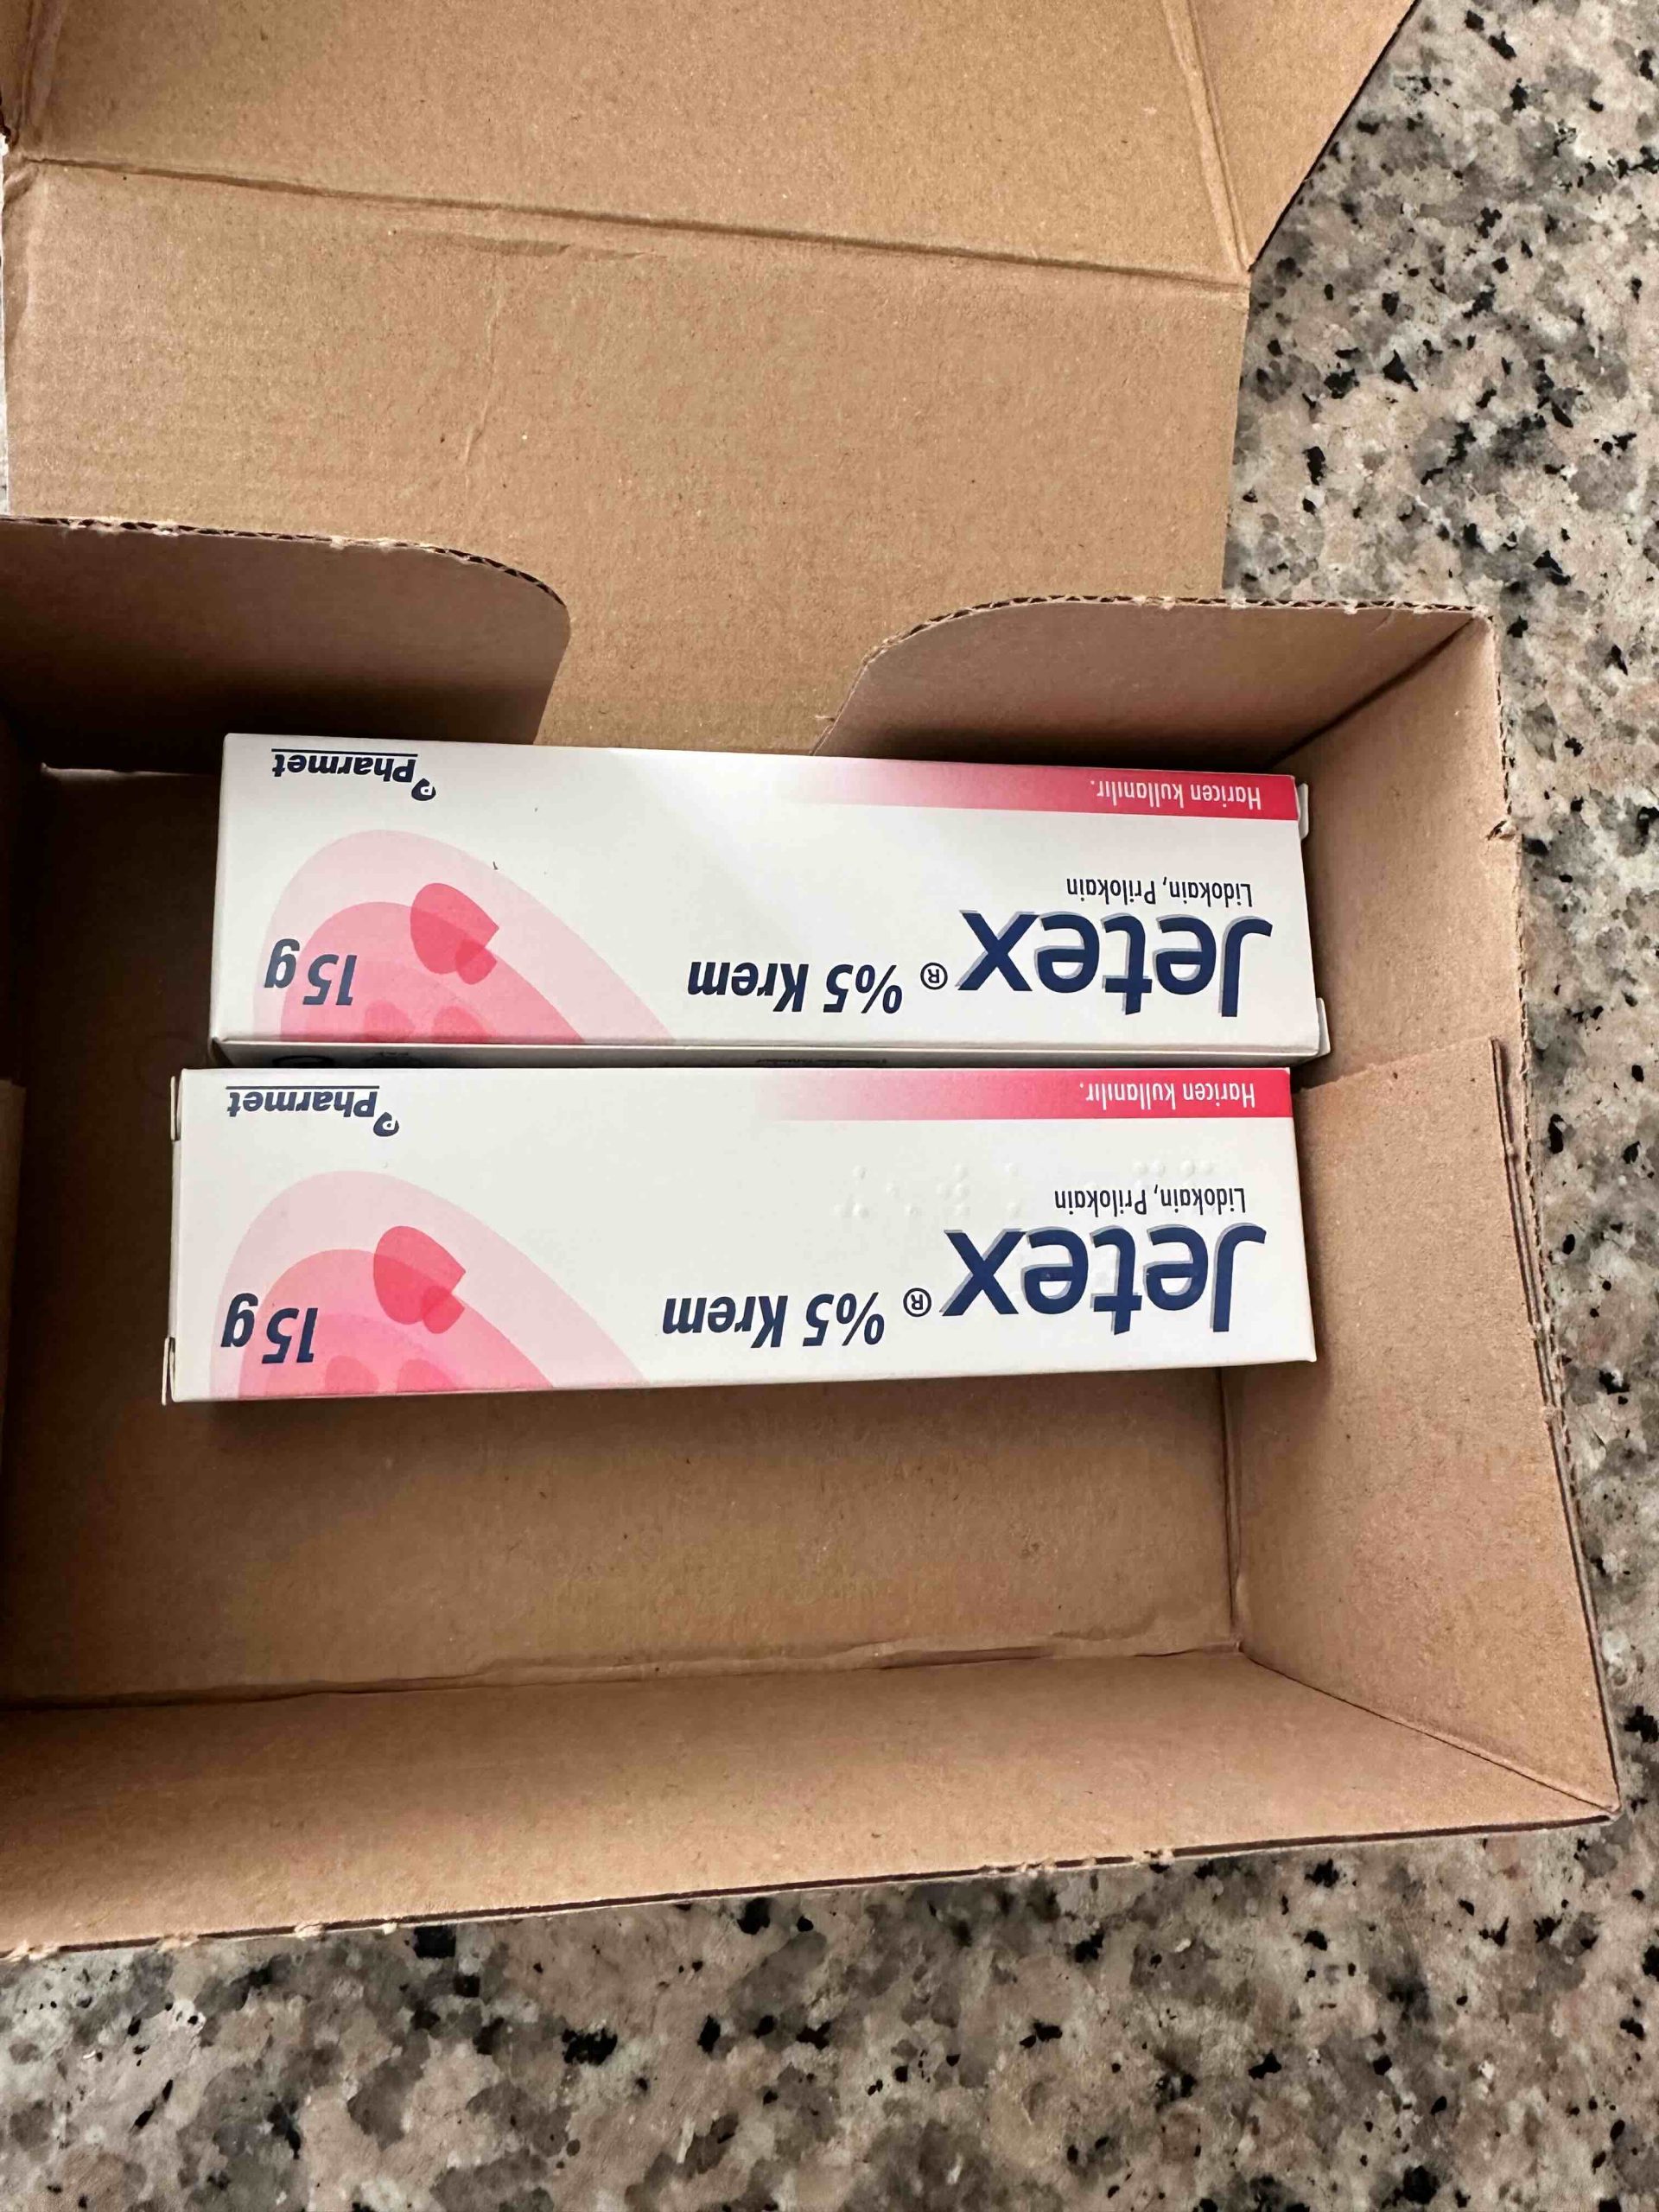 Jetex® %5 Krem
15 g
Lidokain, Prilokain
Haricen kullanılır.
Pharmet
Jetex® %5 Krem
15 g
Lidokain, Prilokain
Haricen kullanılır.
Pharmet